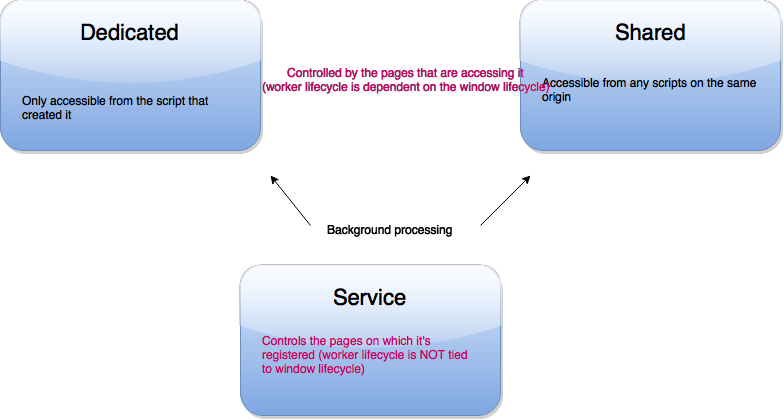 Dedicated
Shared
Controlled by the pages that are accessing it
(worker lifecycle is dependent on the window lifecycle)
Accessible from any scripts on the same
origin
Only accessible from the script that
created it
Background processing
Service
Controls the pages on which it's
registered (worker lifecycle is NOT tied
to window lifecycle)